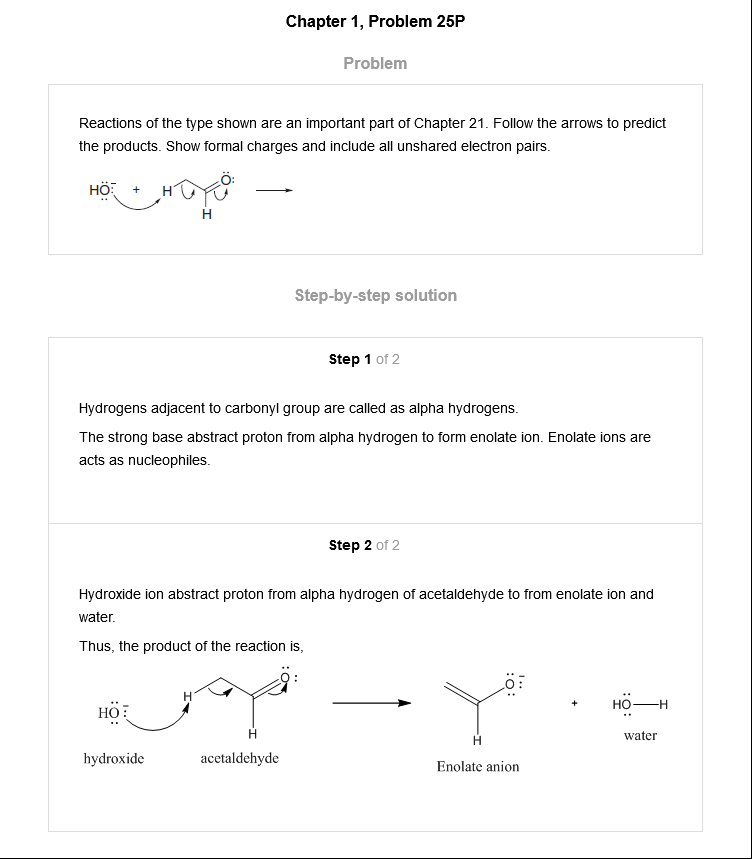 Chapter 1, Problem 25P
Problem
Reactions of the type shown are an important part of Chapter 21. Follow the arrows to predict
the products. Show formal charges and include all unshared electron pairs.
HÖ:⁻ + H Ö:
H
Step-by-step solution
Step 1 of 2
Hydrogens adjacent to carbonyl group are called as alpha hydrogens.
The strong base abstract proton from alpha hydrogen to form enolate ion. Enolate ions are
acts as nucleophiles.
Step 2 of 2
Hydroxide ion abstract proton from alpha hydrogen of acetaldehyde to from enolate ion and
water.
Thus, the product of the reaction is,
HÖ:⁻ H Ö: H Ö:⁻ H + HÖ—H
hydroxide acetaldehyde Enolate anion water